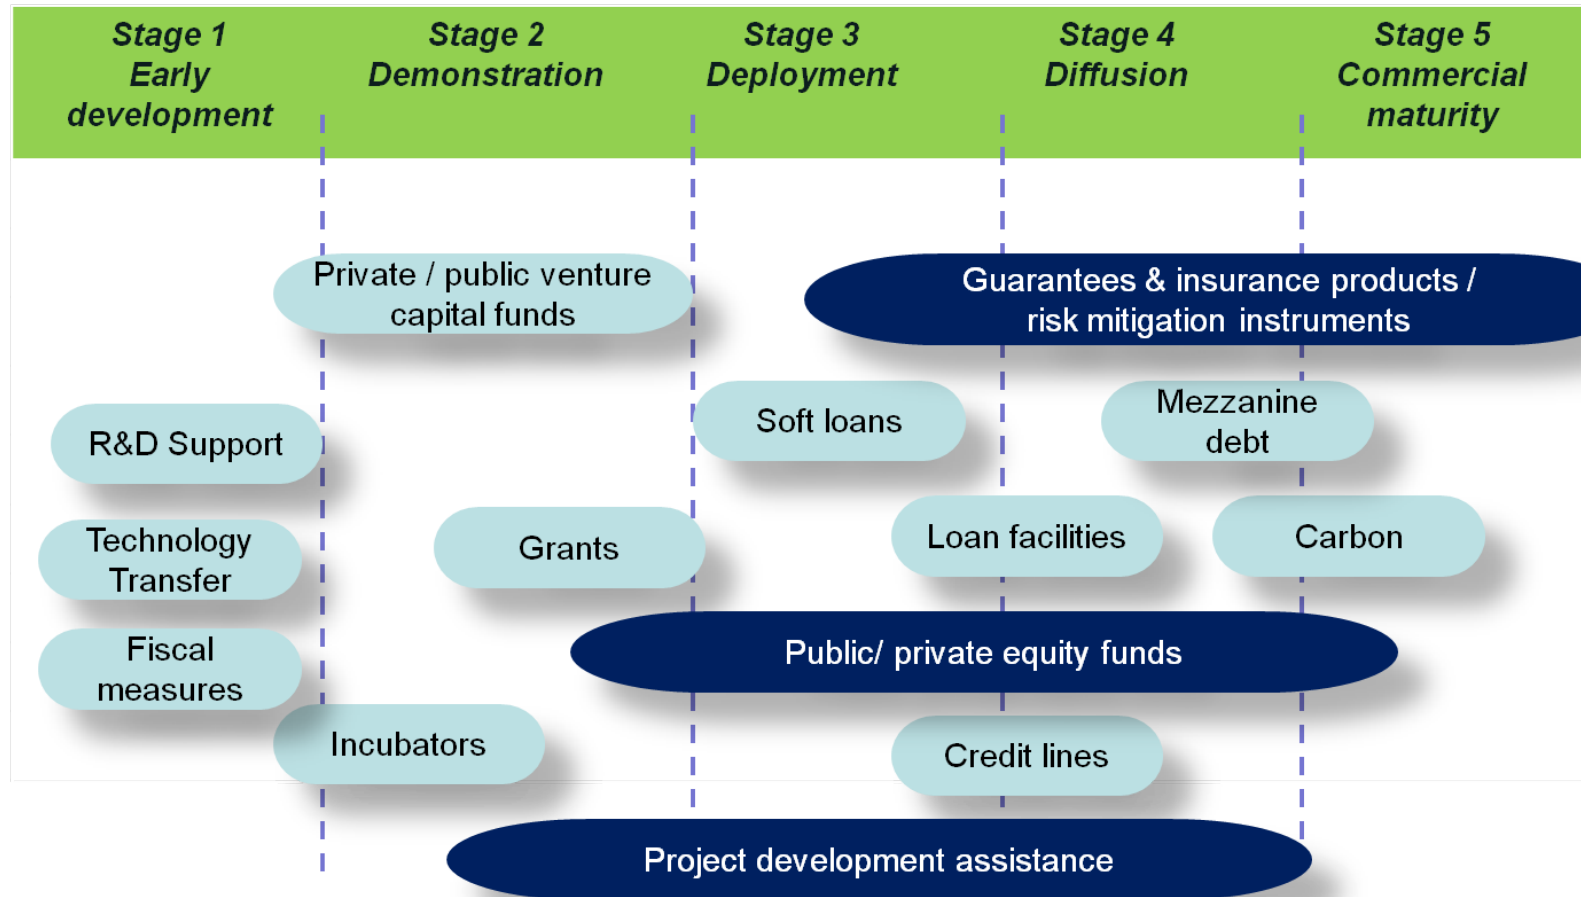 Stage 1
Early
development
Stage 2
Demonstration
Stage 3
Deployment
Stage 4
Diffusion
Stage 5
Commercial
maturity
Private / public venture
capital funds
Guarantees & insurance products /
risk mitigation instruments
R&D Support
Soft loans
Mezzanine
debt
Technology
Transfer
Grants
Loan facilities
Carbon
Fiscal
measures
Public/ private equity funds
Incubators
Credit lines
Project development assistance